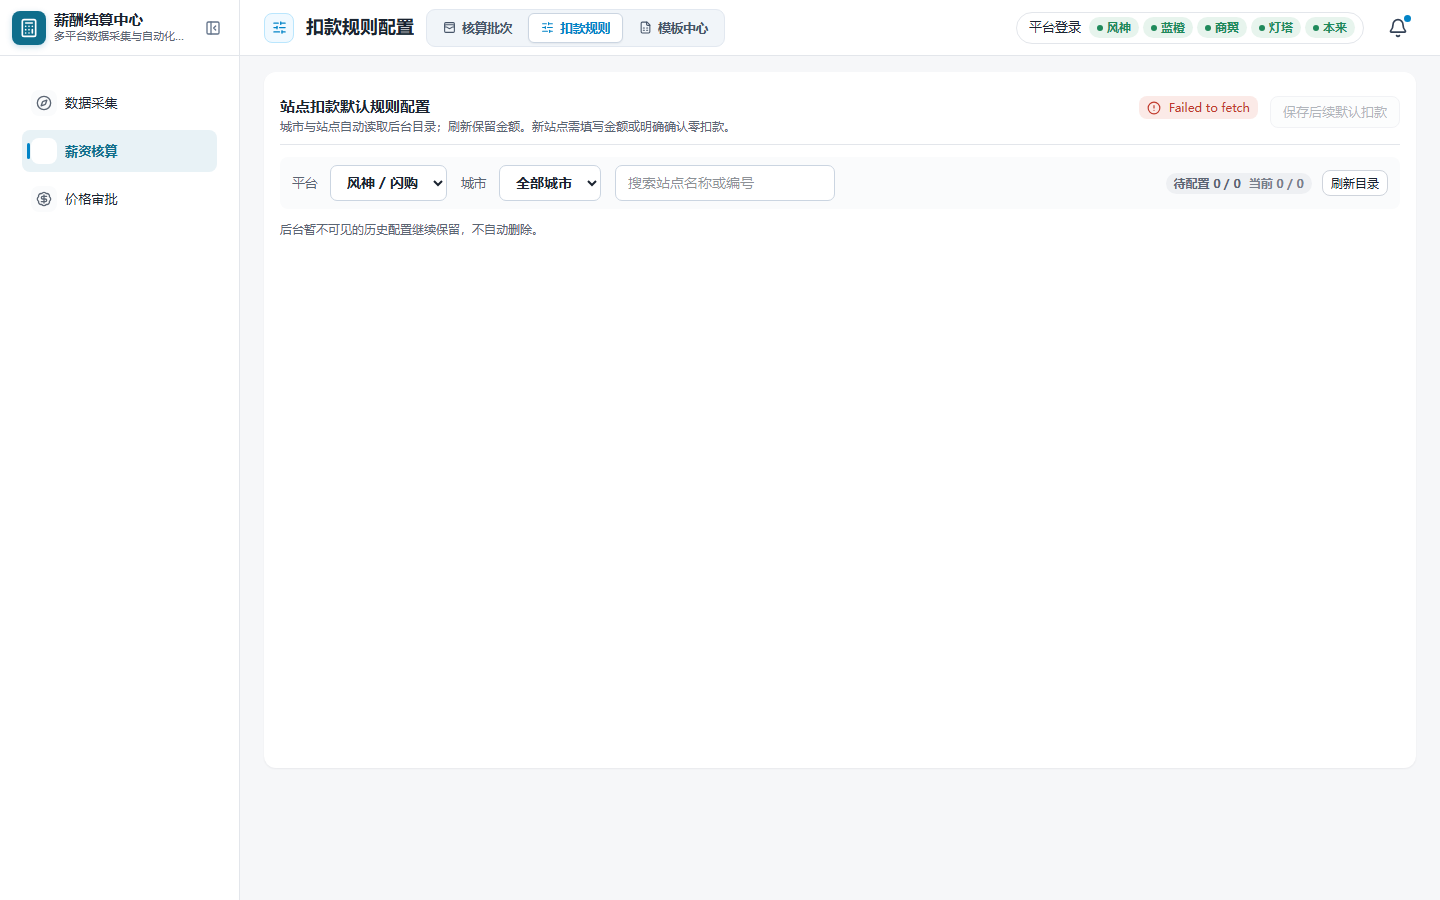 薪酬结算中心
多平台数据采集与自动化...
数据采集
薪资核算
价格审批
扣款规则配置
核算批次
扣款规则
模板中心
平台登录
风神
蓝橙
商翼
灯塔
本来
站点扣款默认规则配置
城市与站点自动读取后台目录；刷新保留金额。新站点需填写金额或明确确认零扣款。
Failed to fetch
保存后续默认扣款
平台
风神 / 闪购
城市
全部城市
搜索站点名称或编号
待配置 0 / 0 当前 0 / 0
刷新目录
后台暂不可见的历史配置继续保留，不自动删除。